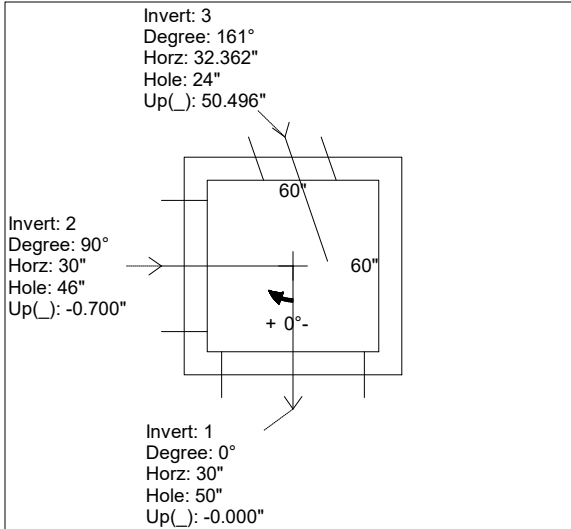 Invert: 3
Degree: 161°
Horz: 32.362"
Hole: 24"
Up(_): 50.496"
60"
Invert: 2
Degree: 90°
Horz: 30"
Hole: 46"
Up(_): -0.700"
60"
+ 0°-
Invert: 1
Degree: 0°
Horz: 30"
Hole: 50"
Up(_): -0.000"